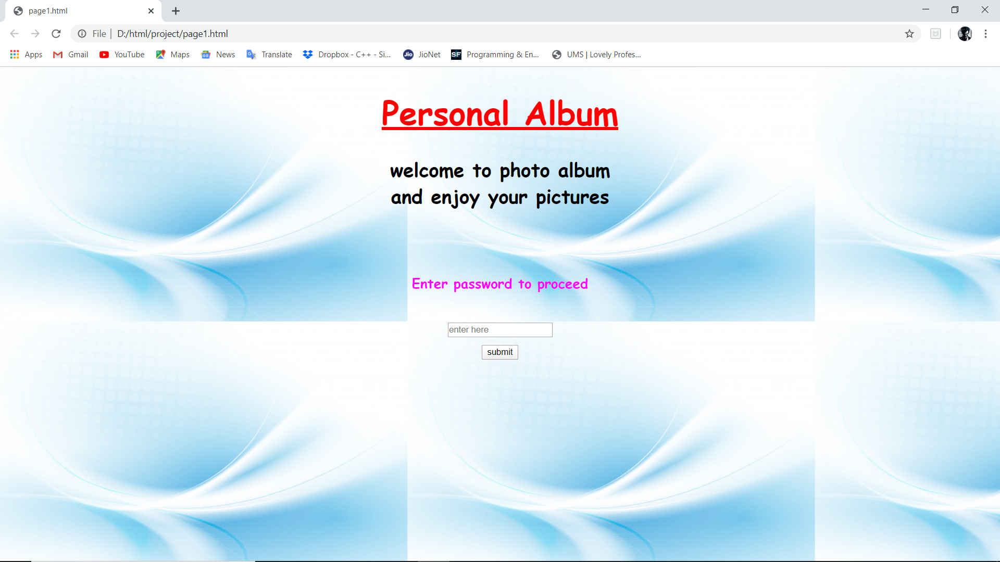 page1.html
File | D:/html/project/page1.html
Apps Gmail YouTube Maps News Translate Dropbox - C++ - Si... Jio JioNet SF Programming & En... UMS | Lovely Profes...
Personal Album
welcome to photo album
and enjoy your pictures
Enter password to proceed
enter here
submit